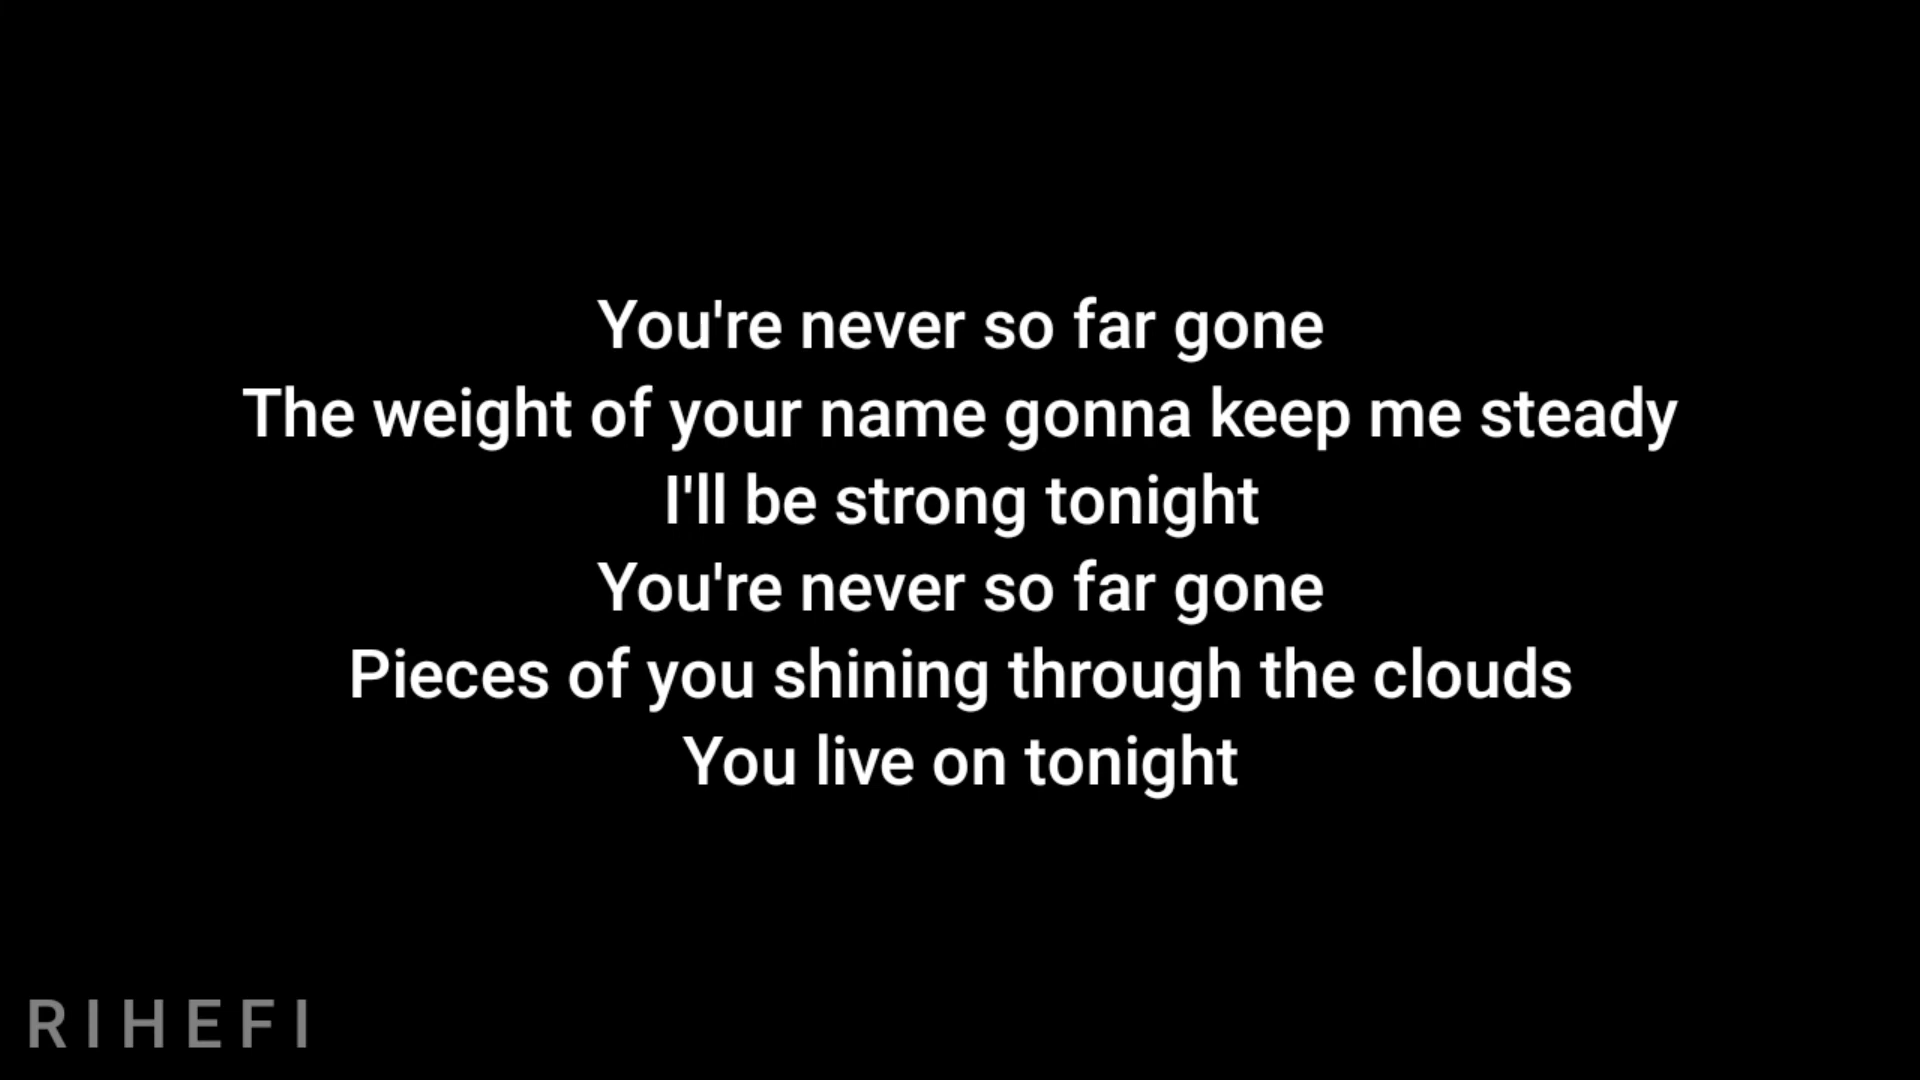 You're never so far gone
The weight of your name gonna keep me steady
I'll be strong tonight
You're never so far gone
Pieces of you shining through the clouds
You live on tonight
RIHEFI